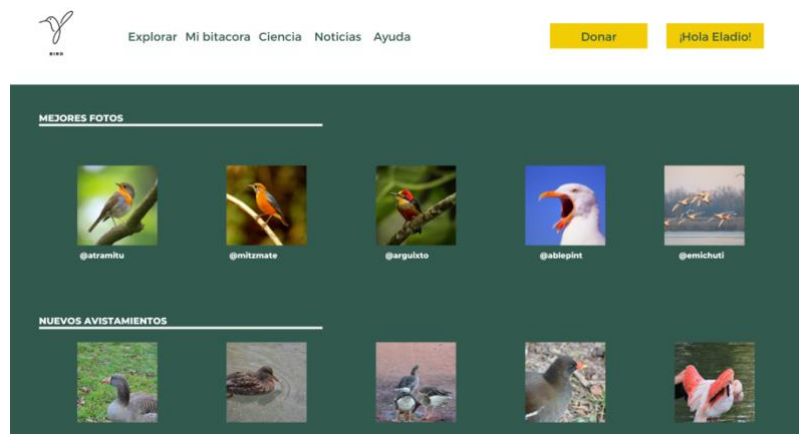 BIRD
Explorar Mi bitacora Ciencia Noticias Ayuda Donar ¡Hola Eladio!
MEJORES FOTOS
@atramitu @mitzmate @arguixto @ablepint @emichuti
NUEVOS AVISTAMIENTOS